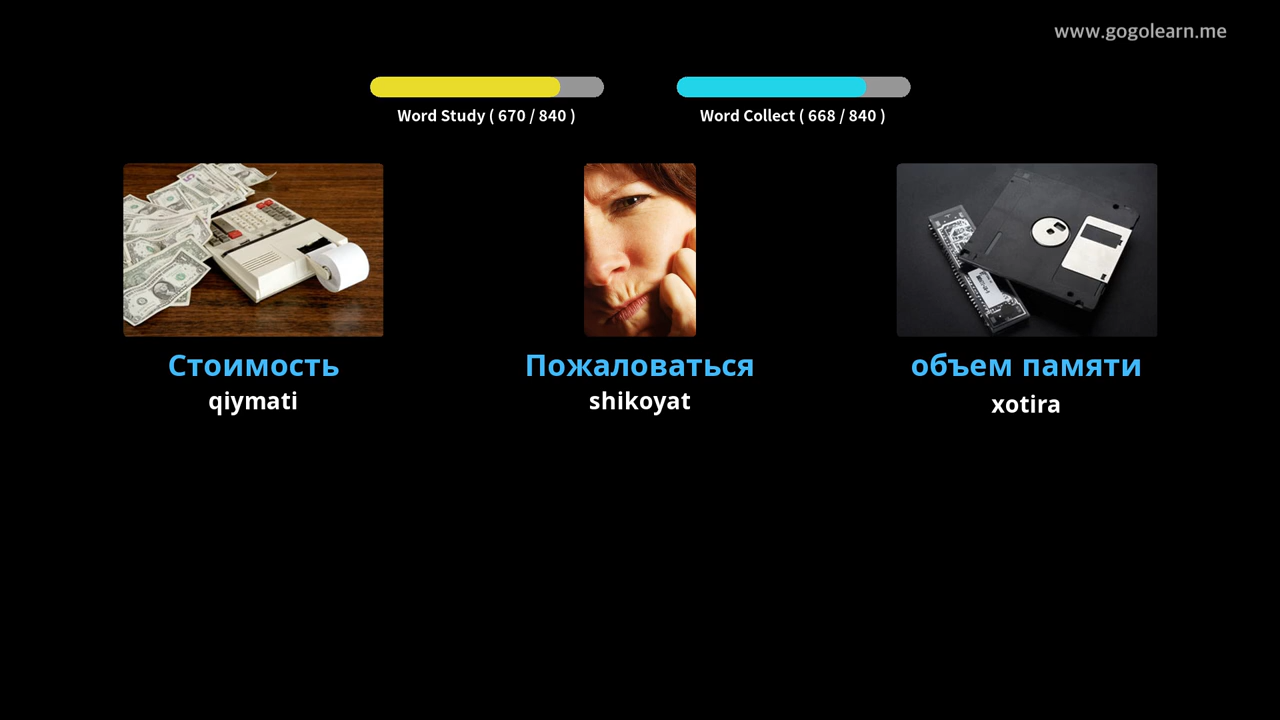 www.gogolearn.me
Word Study ( 670 / 840 )
Word Collect ( 668 / 840 )
Стоимость
qiymati
Пожаловаться
shikoyat
объем памяти
xotira